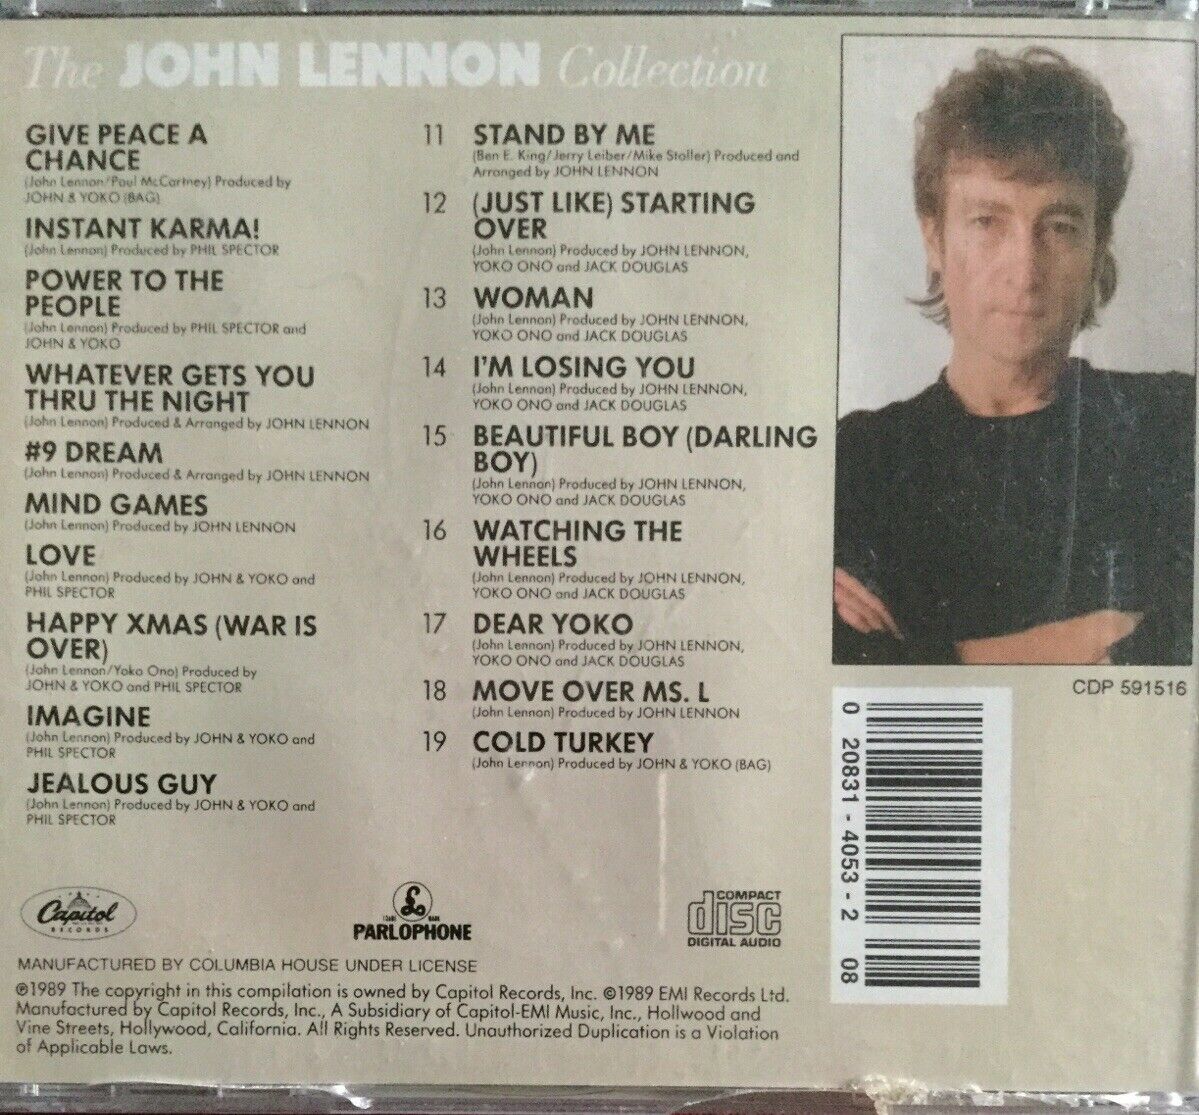 The JOHN LENNON Collection
GIVE PEACE A
CHANCE
(John Lennon/Paul McCartney) Produced by
JOHN & YOKO (BAG)
INSTANT KARMA!
(John Lennon) Produced by PHIL SPECTOR
POWER TO THE
PEOPLE
(John Lennon) Produced by PHIL SPECTOR and
JOHN & YOKO
WHATEVER GETS YOU
THRU THE NIGHT
(John Lennon) Produced & Arranged by JOHN LENNON
#9 DREAM
(John Lennon) Produced & Arranged by JOHN LENNON
MIND GAMES
(John Lennon) Produced by JOHN LENNON
LOVE
(John Lennon) Produced by JOHN & YOKO and
PHIL SPECTOR
HAPPY XMAS (WAR IS
OVER)
(John Lennon/Yoko Ono) Produced by
JOHN & YOKO and PHIL SPECTOR
IMAGINE
(John Lennon) Produced by JOHN & YOKO and
PHIL SPECTOR
JEALOUS GUY
(John Lennon) Produced by JOHN & YOKO and
PHIL SPECTOR
11 STAND BY ME
(Ben E. King/Jerry Leiber/Mike Stoller) Produced and
Arranged by JOHN LENNON
12 (JUST LIKE) STARTING
OVER
(John Lennon) Produced by JOHN LENNON,
YOKO ONO and JACK DOUGLAS
13 WOMAN
(John Lennon) Produced by JOHN LENNON,
YOKO ONO and JACK DOUGLAS
14 I'M LOSING YOU
(John Lennon) Produced by JOHN LENNON,
YOKO ONO and JACK DOUGLAS
15 BEAUTIFUL BOY (DARLING
BOY)
(John Lennon) Produced by JOHN LENNON,
YOKO ONO and JACK DOUGLAS
16 WATCHING THE
WHEELS
(John Lennon) Produced by JOHN LENNON,
YOKO ONO and JACK DOUGLAS
17 DEAR YOKO
(John Lennon) Produced by JOHN LENNON,
YOKO ONO and JACK DOUGLAS
18 MOVE OVER MS. L
(John Lennon) Produced by JOHN LENNON
19 COLD TURKEY
(John Lennon) Produced by JOHN & YOKO (BAG)
CDP 591516
0 20831 - 4053 - 2 08
Capitol
RECORDS
£
TRADE MARK
PARLOPHONE
COMPACT
disc
DIGITAL AUDIO
MANUFACTURED BY COLUMBIA HOUSE UNDER LICENSE
℗1989 The copyright in this compilation is owned by Capitol Records, Inc. ©1989 EMI Records Ltd.
Manufactured by Capitol Records, Inc., A Subsidiary of Capitol-EMI Music, Inc., Hollwood and
Vine Streets, Hollywood, California. All Rights Reserved. Unauthorized Duplication is a Violation
of Applicable Laws.